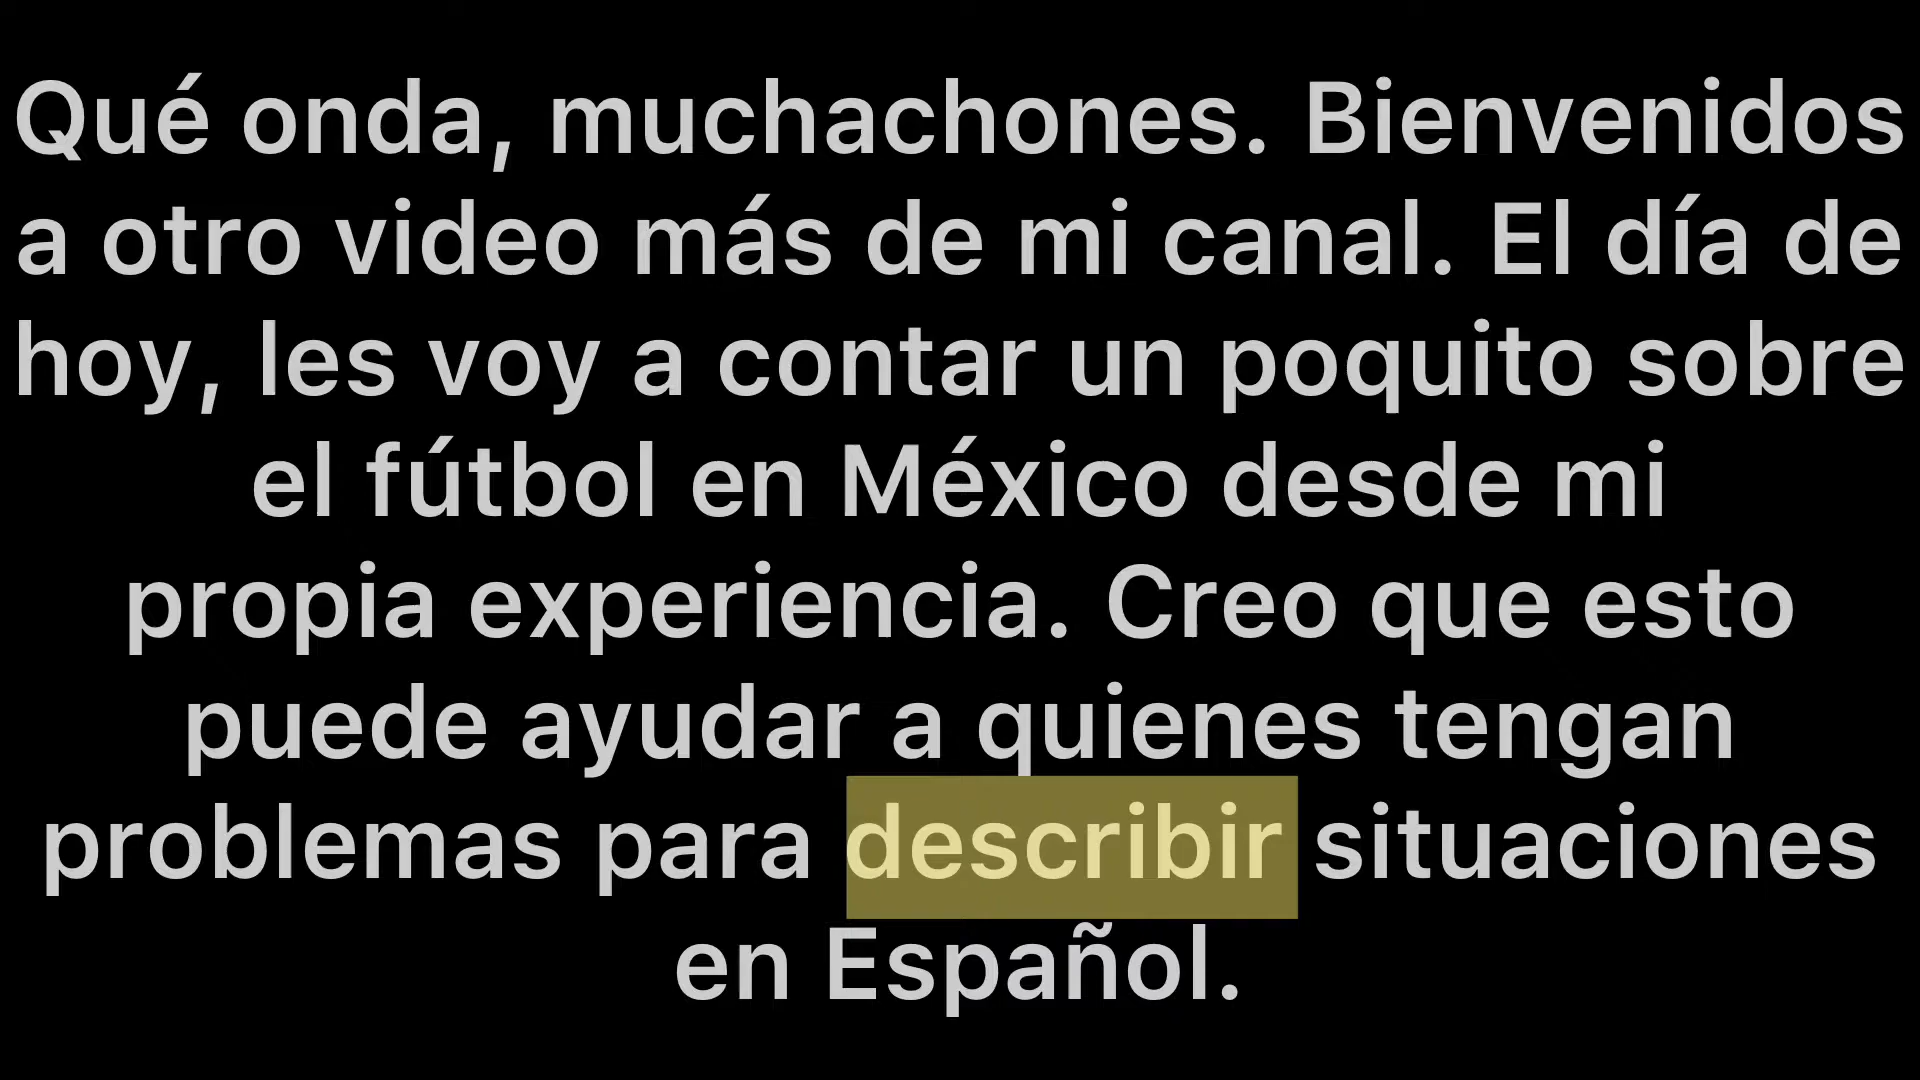 Qué onda, muchachones. Bienvenidos
a otro video más de mi canal. El día de
hoy, les voy a contar un poquito sobre
el fútbol en México desde mi
propia experiencia. Creo que esto
puede ayudar a quienes tengan
problemas para describir situaciones
en Español.